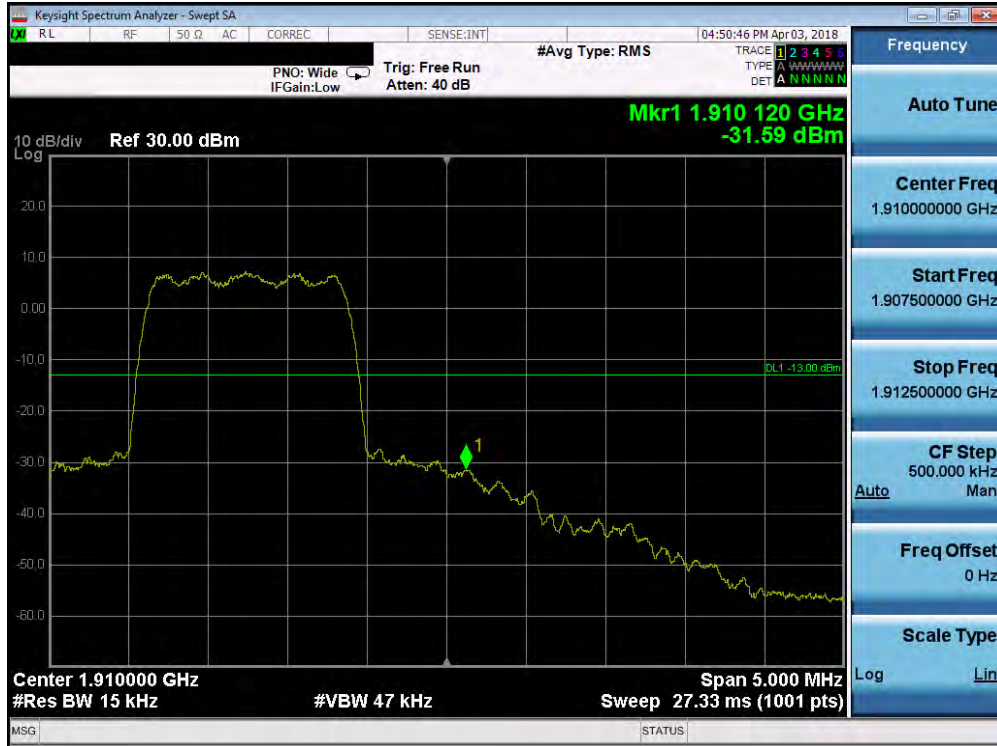 Keysight Spectrum Analyzer - Swept SA
LXI RL RF 50 Ω AC CORREC SENSE:INT 04:50:46 PM Apr 03, 2018
#Avg Type: RMS
TRACE 1 2 3 4 5 6
TYPE A WWWWWW
DET A N N N N N
PNO: Wide
IFGain:Low
Trig: Free Run
Atten: 40 dB
Mkr1 1.910 120 GHz
-31.59 dBm
10 dB/div Ref 30.00 dBm
Log
20.0
10.0
0.00
-10.0
DL1 -13.00 dBm
-20.0
-30.0
1
-40.0
-50.0
-60.0
Center 1.910000 GHz Span 5.000 MHz
#Res BW 15 kHz #VBW 47 kHz Sweep 27.33 ms (1001 pts)
MSG STATUS
Frequency
Auto Tune
Center Freq
1.910000000 GHz
Start Freq
1.907500000 GHz
Stop Freq
1.912500000 GHz
CF Step
500.000 kHz
Auto Man
Freq Offset
0 Hz
Scale Type
Log Lin